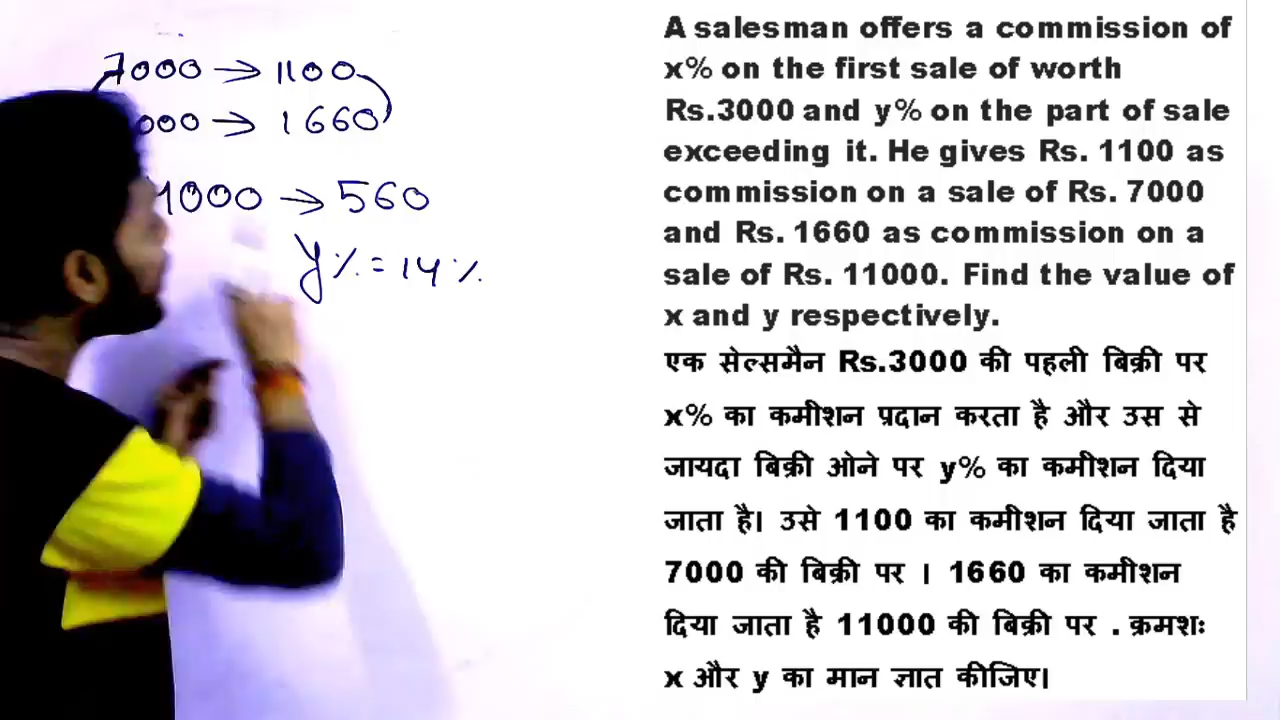 7000 → 1100
000 → 1660
4000 → 560
y% = 14%
A salesman offers a commission of
x% on the first sale of worth
Rs.3000 and y% on the part of sale
exceeding it. He gives Rs. 1100 as
commission on a sale of Rs. 7000
and Rs. 1660 as commission on a
sale of Rs. 11000. Find the value of
x and y respectively.
एक सेल्समैन Rs.3000 की पहली बिक्री पर
x% का कमीशन प्रदान करता है और उस से
जायदा बिक्री ओने पर y% का कमीशन दिया
जाता है। उसे 1100 का कमीशन दिया जाता है
7000 की बिक्री पर । 1660 का कमीशन
दिया जाता है 11000 की बिक्री पर . क्रमशः
x और y का मान ज्ञात कीजिए।